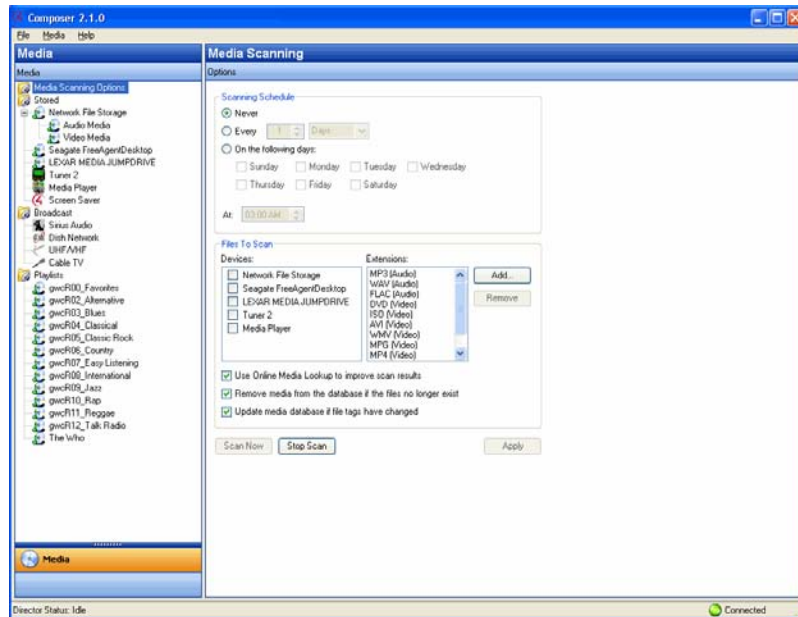 Composer 2.1.0
File Media Help
Media
Media
Media Scanning Options
Stored
Network File Storage
Audio Media
Video Media
Seagate FreeAgentDesktop
LEXAR MEDIA JUMPDRIVE
Tuner 2
Media Player
Screen Saver
Broadcast
Sirius Audio
Dish Network
UHF/VHF
Cable TV
Playlists
gwcR00_Favorites
gwcR02_Alternative
gwcR03_Blues
gwcR04_Classical
gwcR05_Classic Rock
gwcR06_Country
gwcR07_Easy Listening
gwcR08_International
gwcR09_Jazz
gwcR10_Rap
gwcR11_Reggae
gwcR12_Talk Radio
The Who
Media
Media Scanning
Options
Scanning Schedule
Never
Every 1 Days
On the following days:
Sunday Monday Tuesday Wednesday
Thursday Friday Saturday
At: 03:00 AM
Files To Scan
Devices:
Network File Storage
Seagate FreeAgentDesktop
LEXAR MEDIA JUMPDRIVE
Tuner 2
Media Player
Extensions:
MP3 (Audio)
WAV (Audio)
FLAC (Audio)
DVD (Video)
ISO (Video)
AVI (Video)
WMV (Video)
MPG (Video)
MP4 (Video)
Add...
Remove
Use Online Media Lookup to improve scan results
Remove media from the database if the files no longer exist
Update media database if file tags have changed
Scan Now Stop Scan Apply
Director Status: Idle Connected